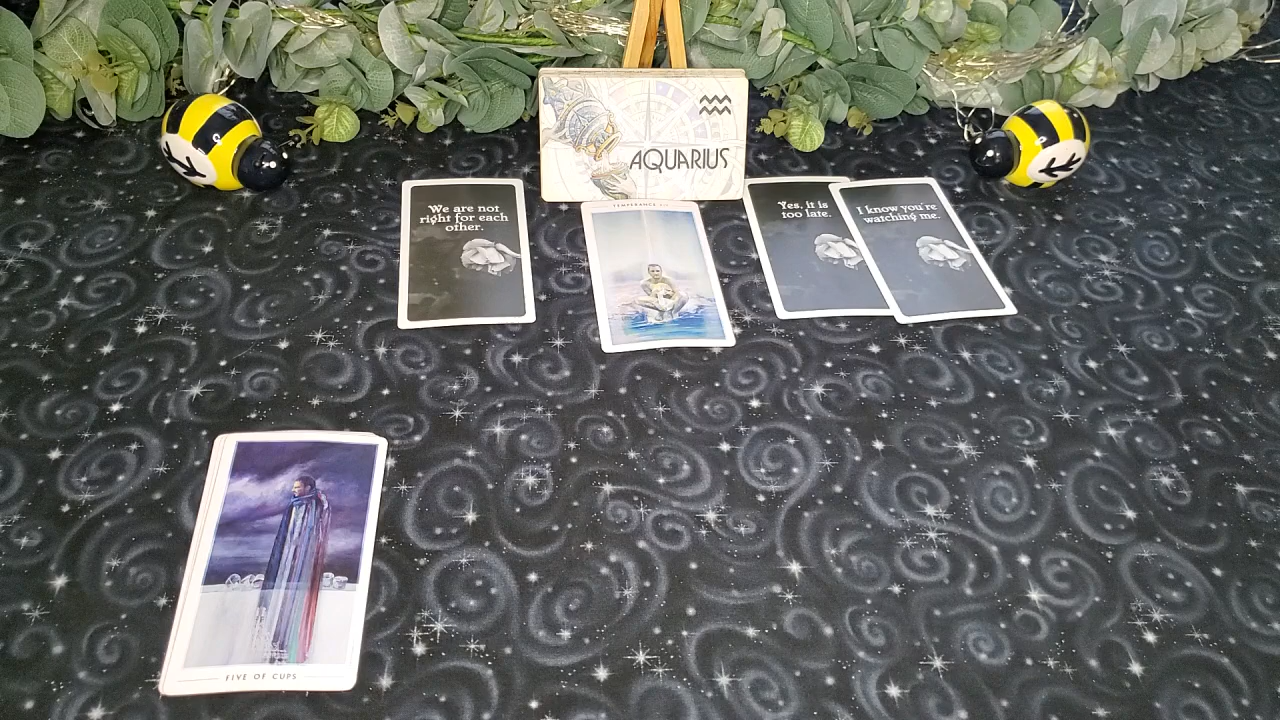 AQUARIUS
We are not
right for each
other.
TEMPERANCE
Yes, it is
too late.
I know you're
watching me.
FIVE OF CUPS